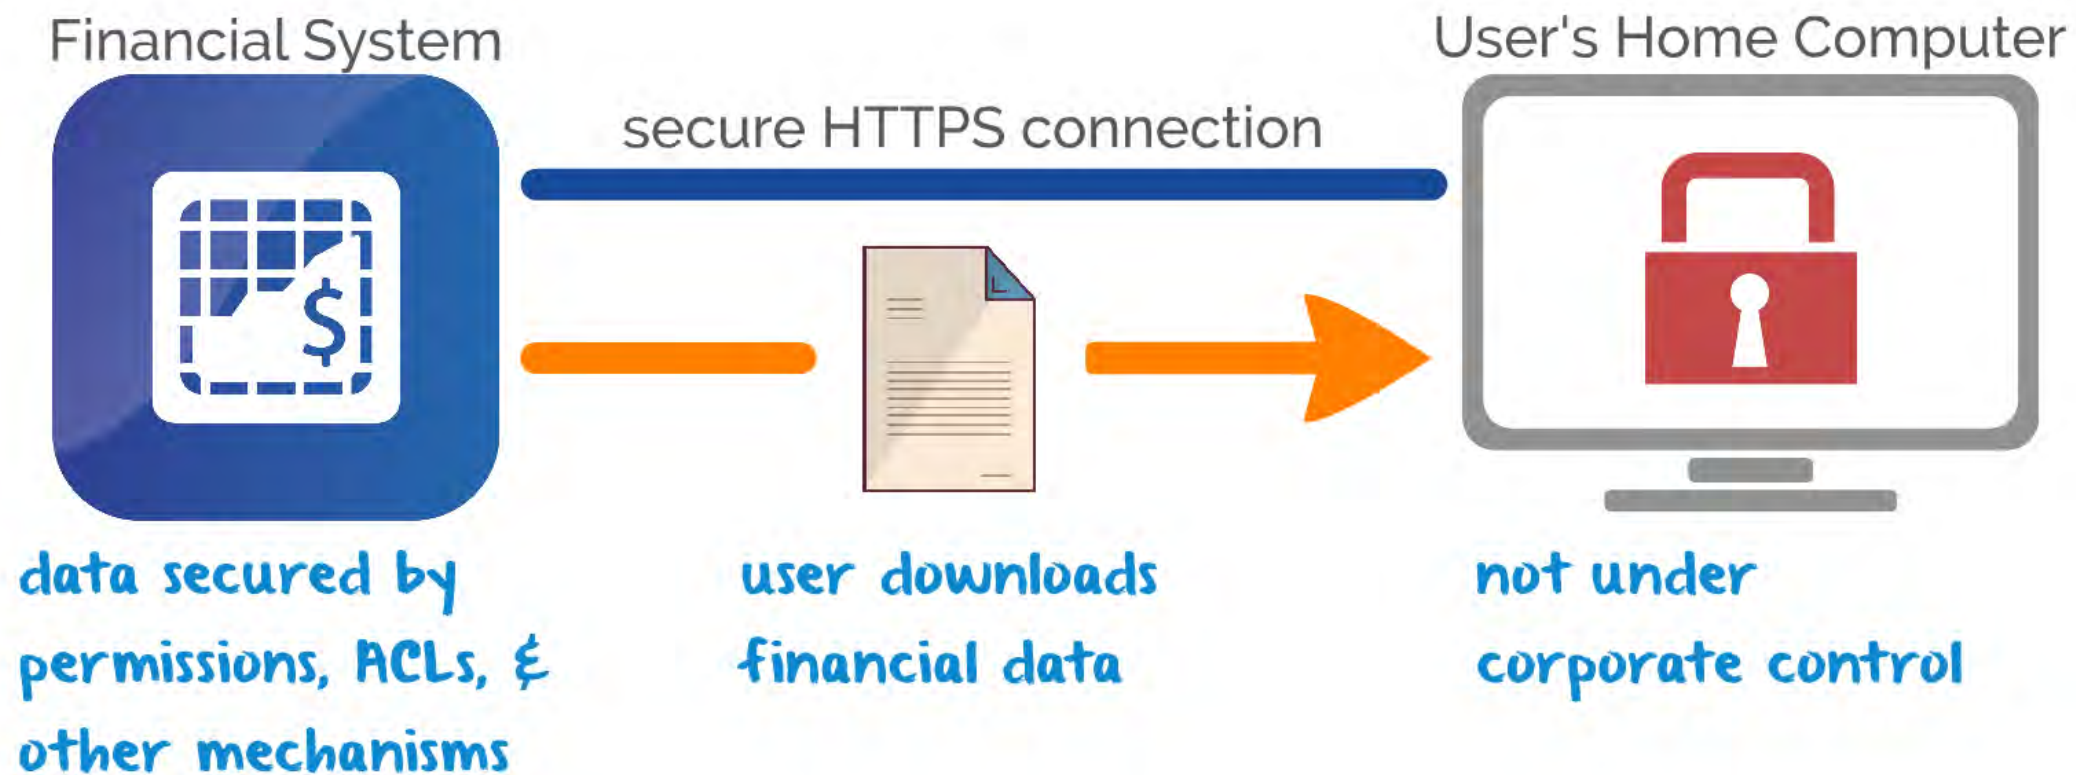 Financial System
User's Home Computer
secure HTTPS connection
$
data secured by
permissions, ACLs, &
other mechanisms
user downloads
financial data
not under
corporate control